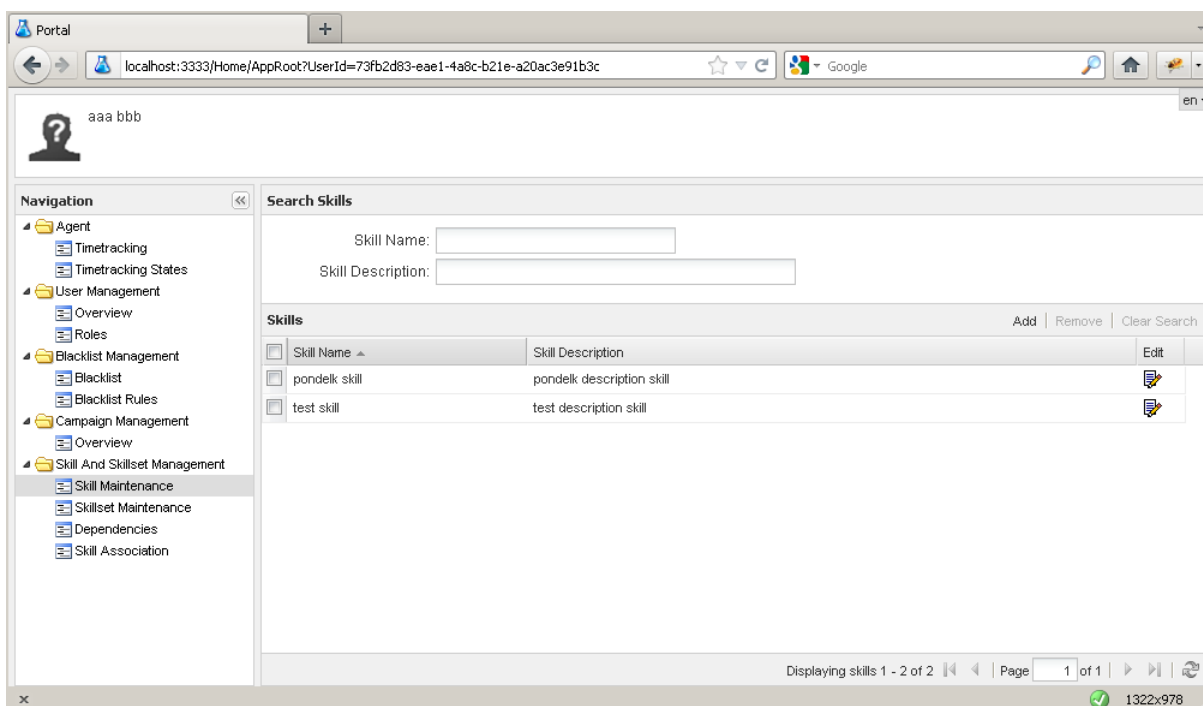 Portal
localhost:3333/Home/AppRoot?UserId=73fb2d83-eae1-4a8c-b21e-a20ac3e91b3c
Google
en
aaa bbb
Navigation
Agent
Timetracking
Timetracking States
User Management
Overview
Roles
Blacklist Management
Blacklist
Blacklist Rules
Campaign Management
Overview
Skill And Skillset Management
Skill Maintenance
Skillset Maintenance
Dependencies
Skill Association
Search Skills
Skill Name:
Skill Description:
Skills Add Remove Clear Search
Skill Name Skill Description Edit
pondelk skill pondelk description skill
test skill test description skill
Displaying skills 1 - 2 of 2 Page 1 of 1
1322x978